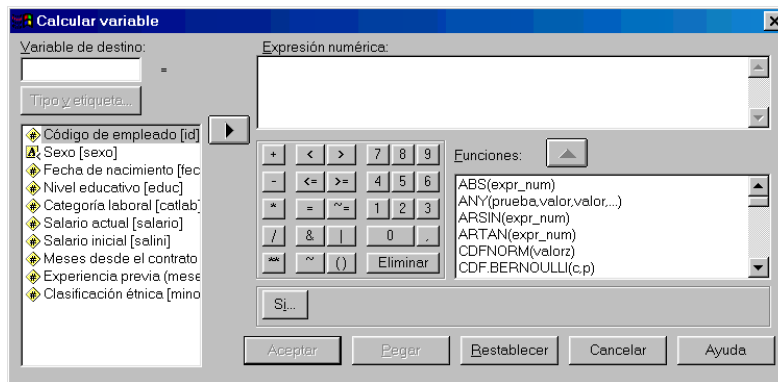 Calcular variable
Variable de destino:
=
Tipo y etiqueta...
Código de empleado [id]
Sexo [sexo]
Fecha de nacimiento [fec
Nivel educativo [educ]
Categoría laboral [catlab]
Salario actual [salario]
Salario inicial [salini]
Meses desde el contrato
Experiencia previa (mese
Clasificación étnica [mino
Expresión numérica:
+ < > 7 8 9
- <= >= 4 5 6
* = ~= 1 2 3
/ & | 0 ,
** ~ () Eliminar
Funciones:
ABS(expr_num)
ANY(prueba,valor,valor,...)
ARSIN(expr_num)
ARTAN(expr_num)
CDFNORM(valorz)
CDF.BERNOULLI(c,p)
Si...
Aceptar Pegar Restablecer Cancelar Ayuda